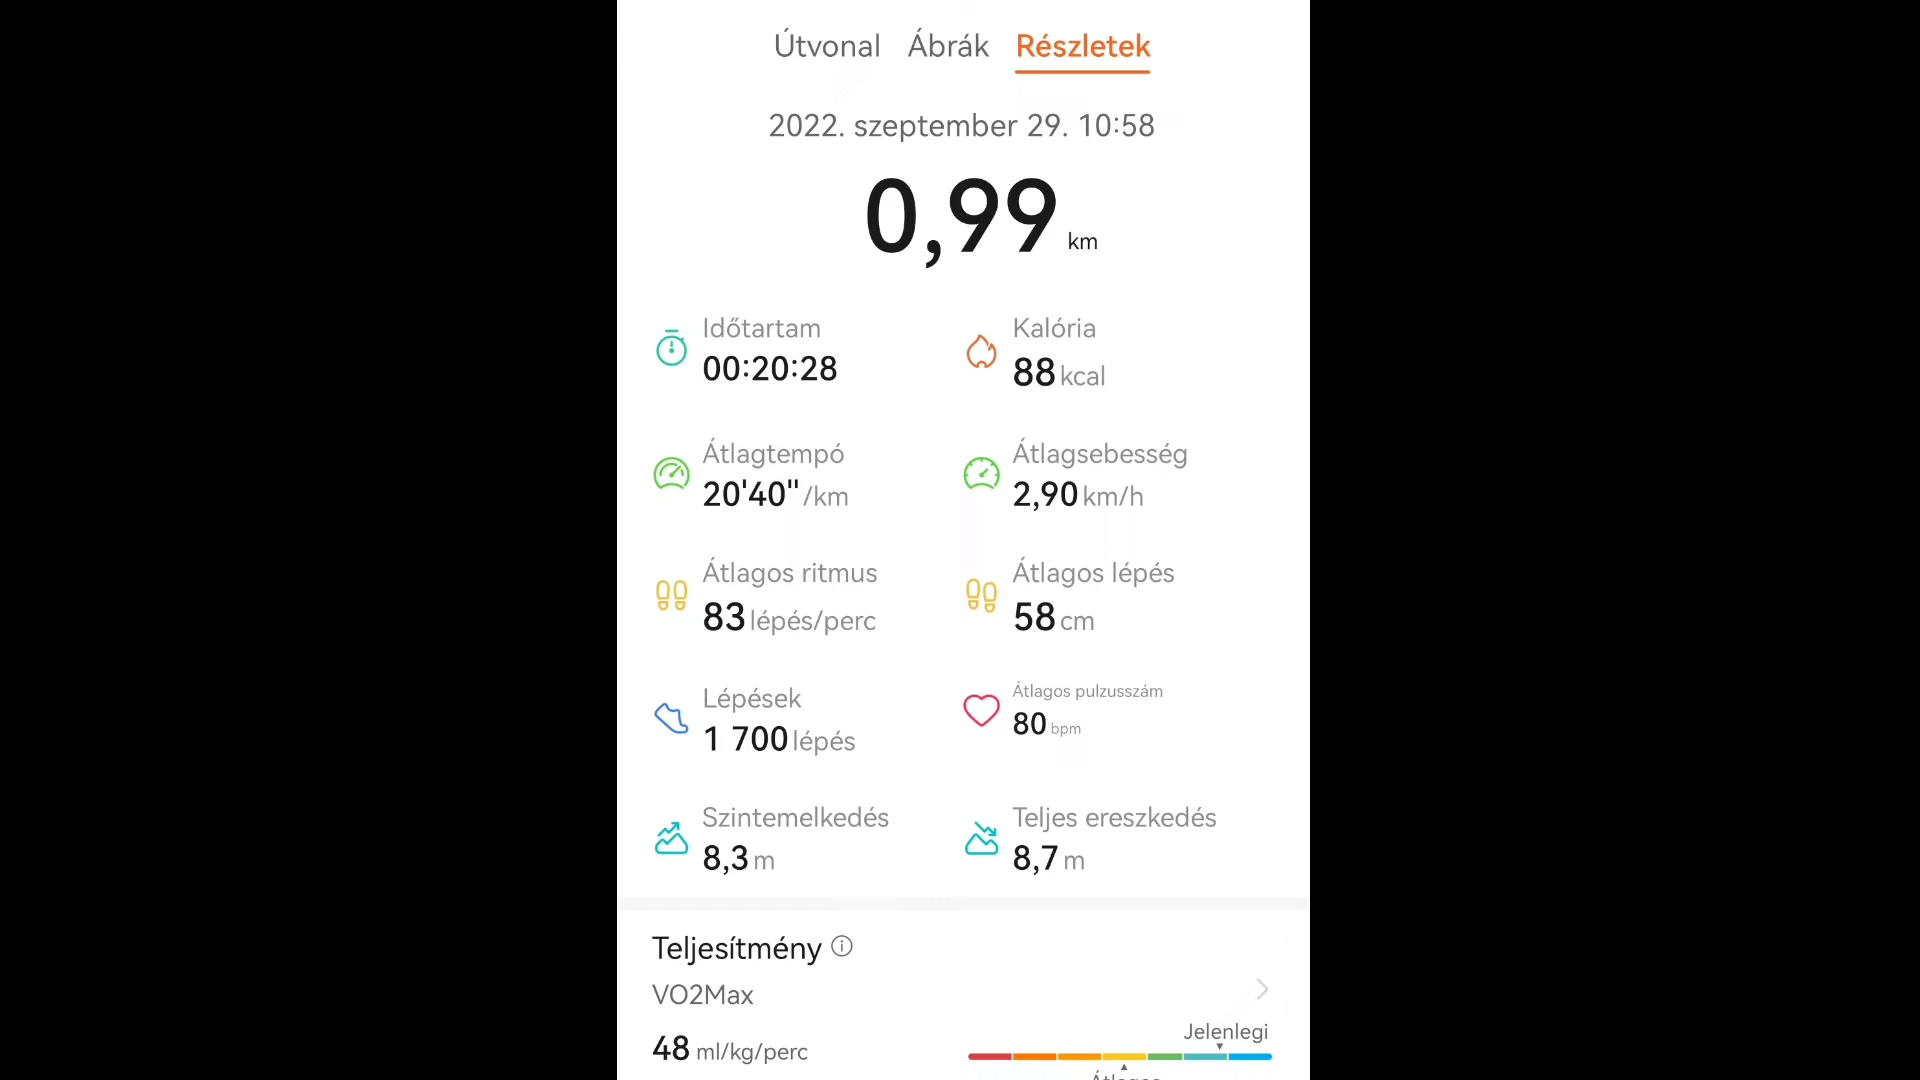 Útvonal Ábrák Részletek
2022. szeptember 29. 10:58
0,99 km
Időtartam
00:20:28
Kalória
88 kcal
Átlagtempó
20'40"/km
Átlagsebesség
2,90 km/h
Átlagos ritmus
83 lépés/perc
Átlagos lépés
58 cm
Lépések
1 700 lépés
Átlagos pulzusszám
80 bpm
Szintemelkedés
8,3 m
Teljes ereszkedés
8,7 m
Teljesítmény
VO2Max
Jelenlegi
48 ml/kg/perc